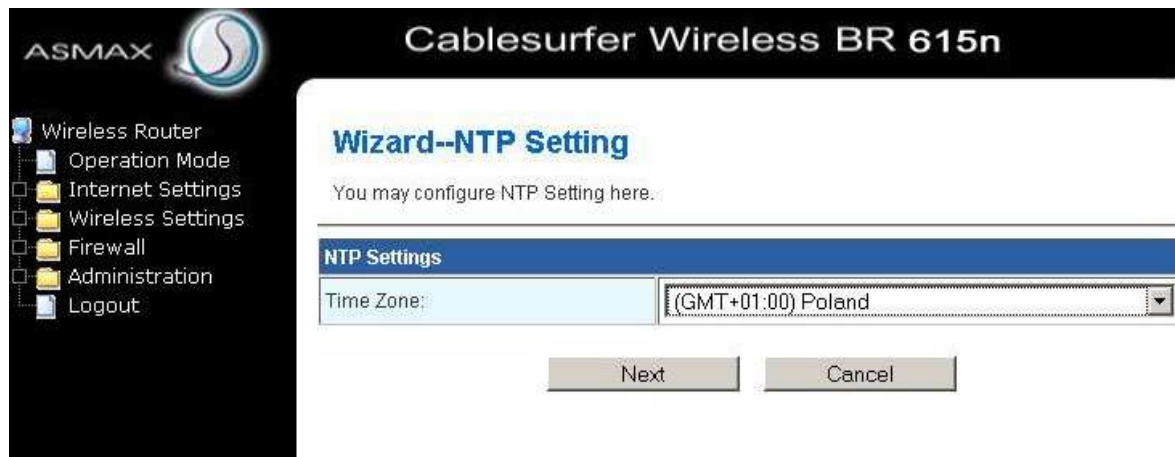 ASMAX
Cablesurfer Wireless BR 615n
Wireless Router
Operation Mode
Internet Settings
Wireless Settings
Firewall
Administration
Logout
Wizard--NTP Setting
You may configure NTP Setting here.
NTP Settings
Time Zone:
(GMT+01:00) Poland
Next
Cancel